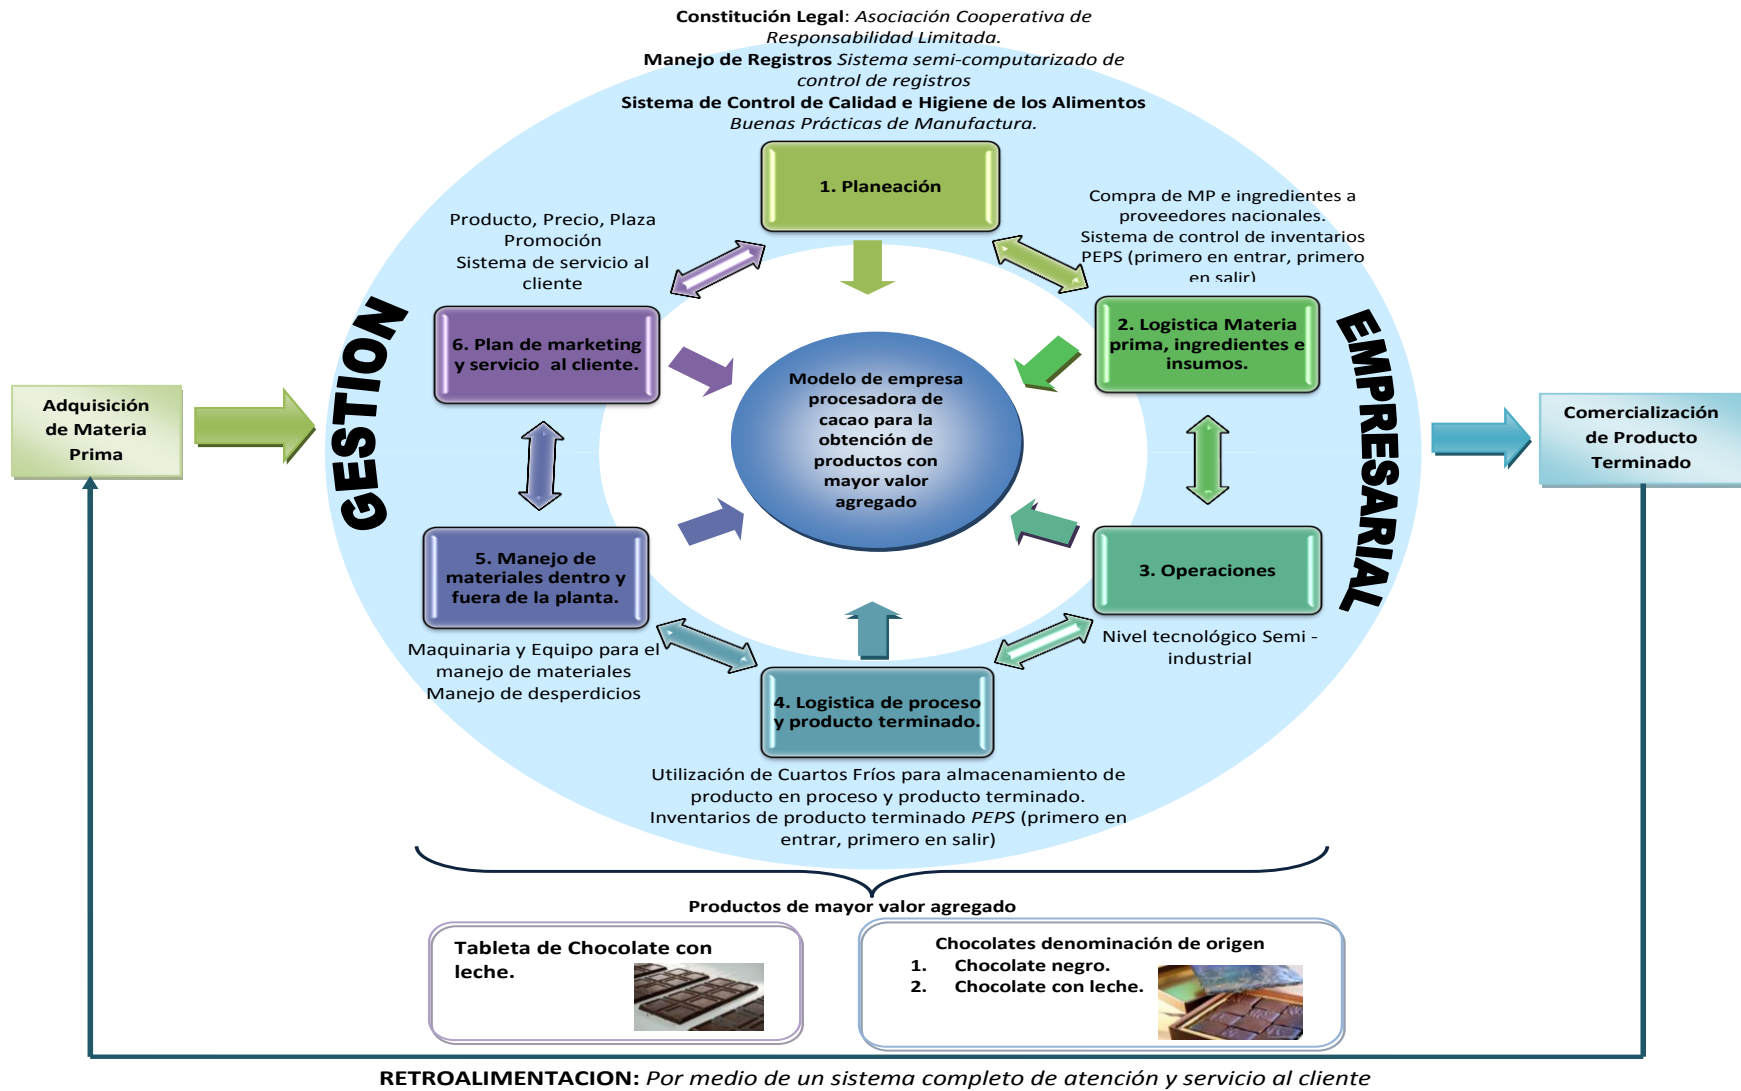 Constitución Legal: Asociación Cooperativa de
Responsabilidad Limitada.
Manejo de Registros Sistema semi-computarizado de
control de registros
Sistema de Control de Calidad e Higiene de los Alimentos
Buenas Prácticas de Manufactura.
1. Planeación
Compra de MP e ingredientes a
proveedores nacionales.
Sistema de control de inventarios
PEPS (primero en entrar, primero
en salir)
Producto, Precio, Plaza
Promoción
Sistema de servicio al
cliente
GESTION
EMPRESARIAL
6. Plan de marketing
y servicio al cliente.
2. Logistica Materia
prima, ingredientes e
insumos.
Modelo de empresa
procesadora de
cacao para la
obtención de
productos con
mayor valor
agregado
Adquisición
de Materia
Prima
Comercialización
de Producto
Terminado
5. Manejo de
materiales dentro y
fuera de la planta.
3. Operaciones
Maquinaria y Equipo para el
manejo de materiales
Manejo de desperdicios
Nivel tecnológico Semi -
industrial
4. Logistica de proceso
y producto terminado.
Utilización de Cuartos Fríos para almacenamiento de
producto en proceso y producto terminado.
Inventarios de producto terminado PEPS (primero en
entrar, primero en salir)
Productos de mayor valor agregado
Tableta de Chocolate con
leche.
Chocolates denominación de origen
1. Chocolate negro.
2. Chocolate con leche.
RETROALIMENTACION: Por medio de un sistema completo de atención y servicio al cliente